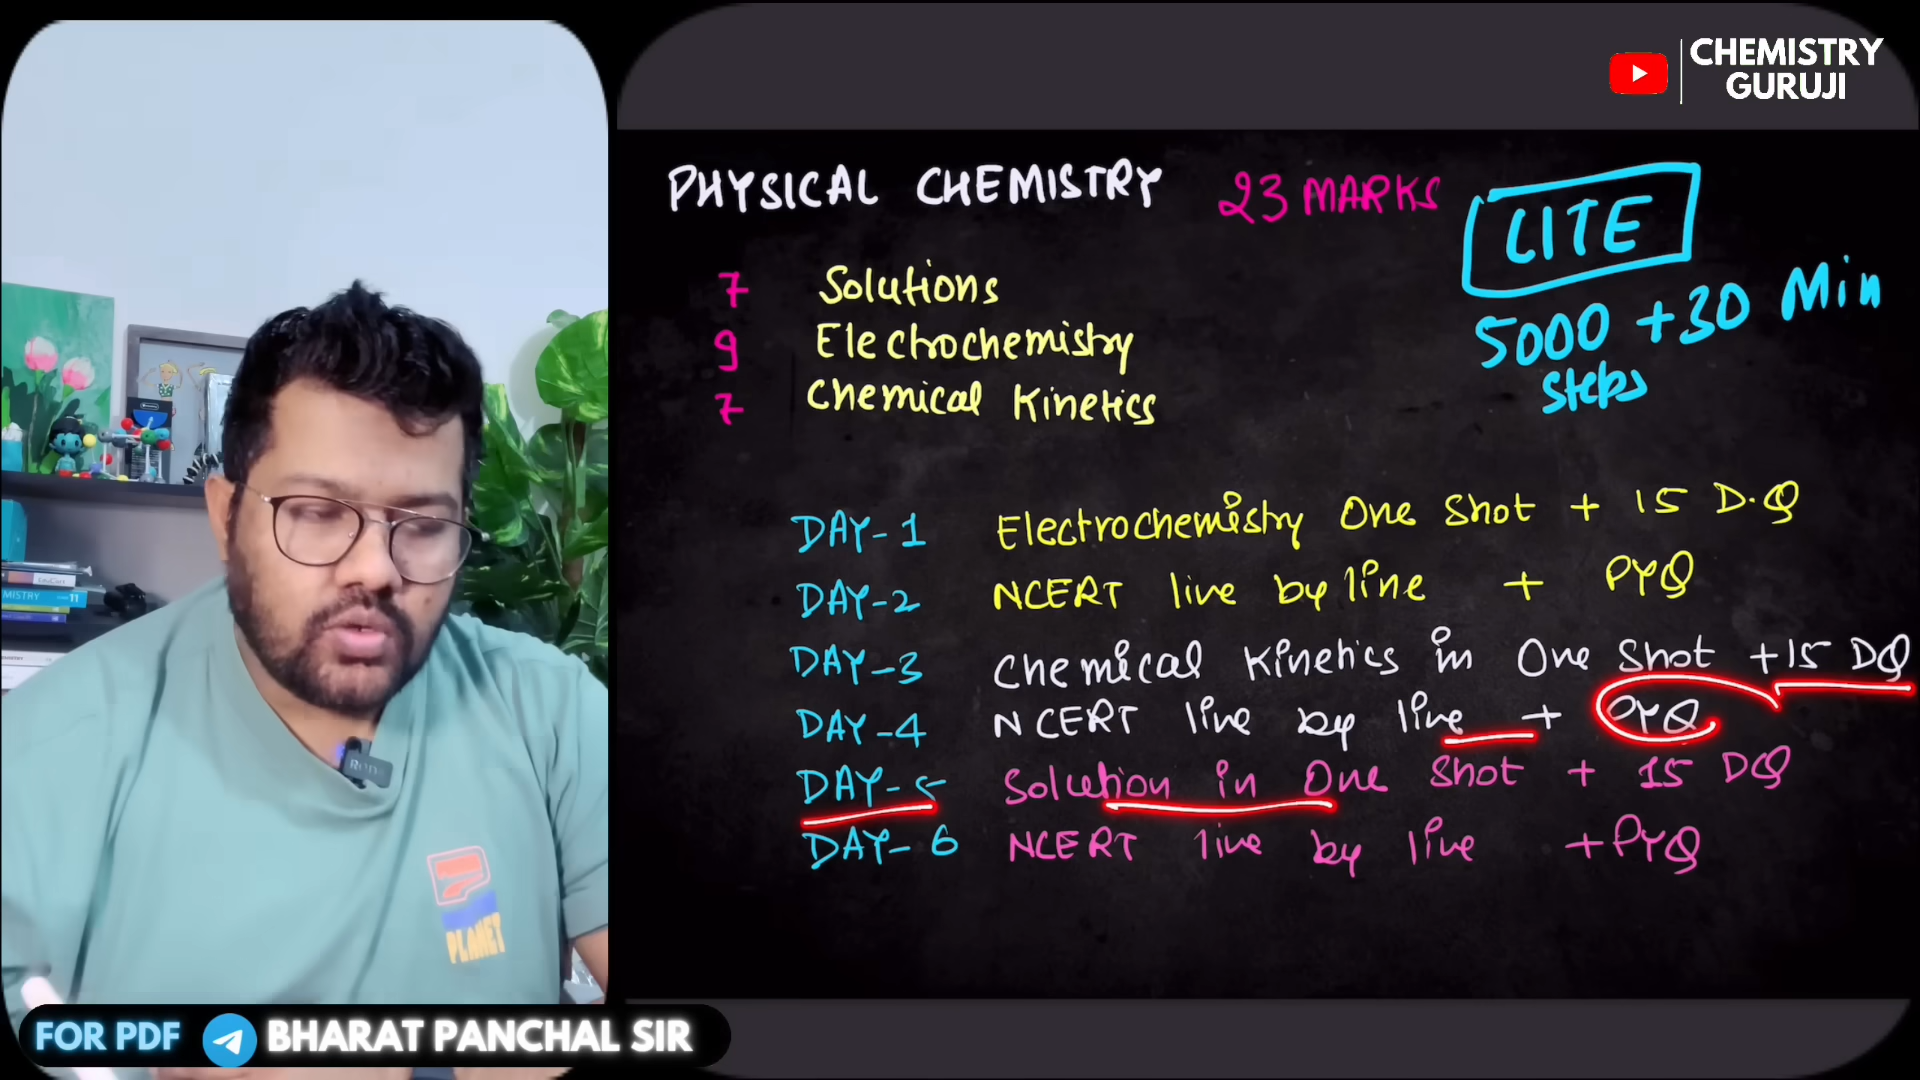 CHEMISTRY
GURUJI
PHYSICAL CHEMISTRY 23 MARKS
LITE
5000 +30 Min
steps
7 Solutions
9 Electrochemistry
7 Chemical Kinetics
DAY-1 Electrochemistry One Shot + 15 D.Q
DAY-2 NCERT line by line + PYQ
DAY-3 Chemical Kinetics in One Shot +15 DQ
DAY-4 NCERT line by line + PYQ
DAY-5 Solution in One Shot + 15 DQ
DAY-6 NCERT line by line +PYQ
PLANET
FOR PDF BHARAT PANCHAL SIR